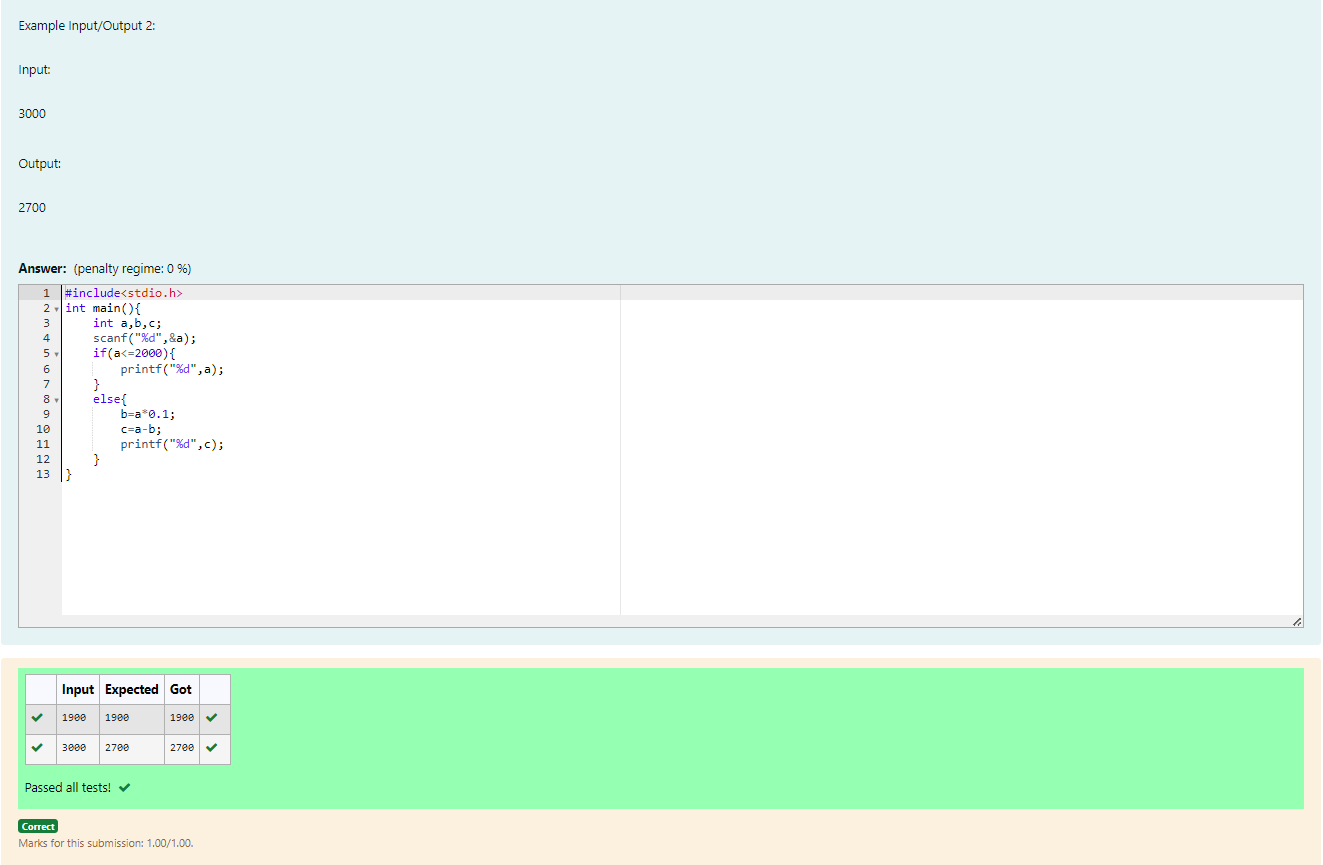 Example Input/Output 2:
Input:
3000
Output:
2700
Answer: (penalty regime: 0 %)
1 #include<stdio.h>
2 int main(){
3     int a,b,c;
4     scanf("%d",&a);
5     if(a<=2000){
6         printf("%d",a);
7     }
8     else{
9         b=a*0.1;
10         c=a-b;
11         printf("%d",c);
12     }
13 }
Input Expected Got
1900 1900 1900
3000 2700 2700
Passed all tests!
Correct
Marks for this submission: 1.00/1.00.